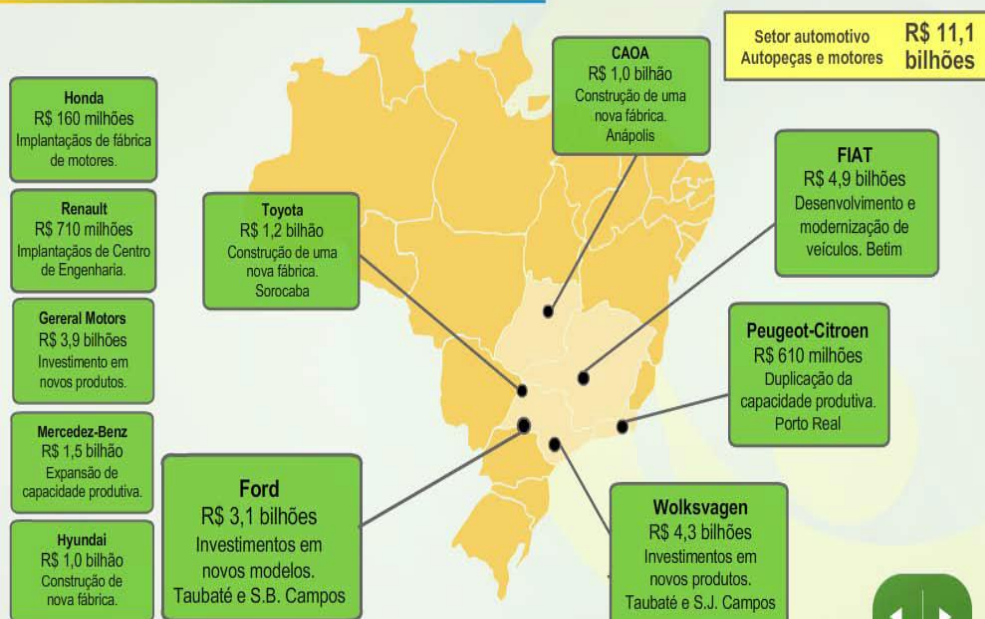 Setor automotivo
Autopeças e motores
R$ 11,1
bilhões
CAOA
R$ 1,0 bilhão
Construção de uma
nova fábrica.
Anápolis
Honda
R$ 160 milhões
Implantaçãos de fábrica
de motores.
FIAT
R$ 4,9 bilhões
Desenvolvimento e
modernização de
veículos. Betim
Renault
R$ 710 milhões
Implantaçãos de Centro
de Engenharia.
Toyota
R$ 1,2 bilhão
Construção de uma
nova fábrica.
Sorocaba
Gereral Motors
R$ 3,9 bilhões
Investimento em
novos produtos.
Peugeot-Citroen
R$ 610 milhões
Duplicação da
capacidade produtiva.
Porto Real
Mercedez-Benz
R$ 1,5 bilhão
Expansão de
capacidade produtiva.
Ford
R$ 3,1 bilhões
Investimentos em
novos modelos.
Taubaté e S.B. Campos
Wolksvagen
R$ 4,3 bilhões
Investimentos em
novos produtos.
Taubaté e S.J. Campos
Hyundai
R$ 1,0 bilhão
Construção de
nova fábrica.